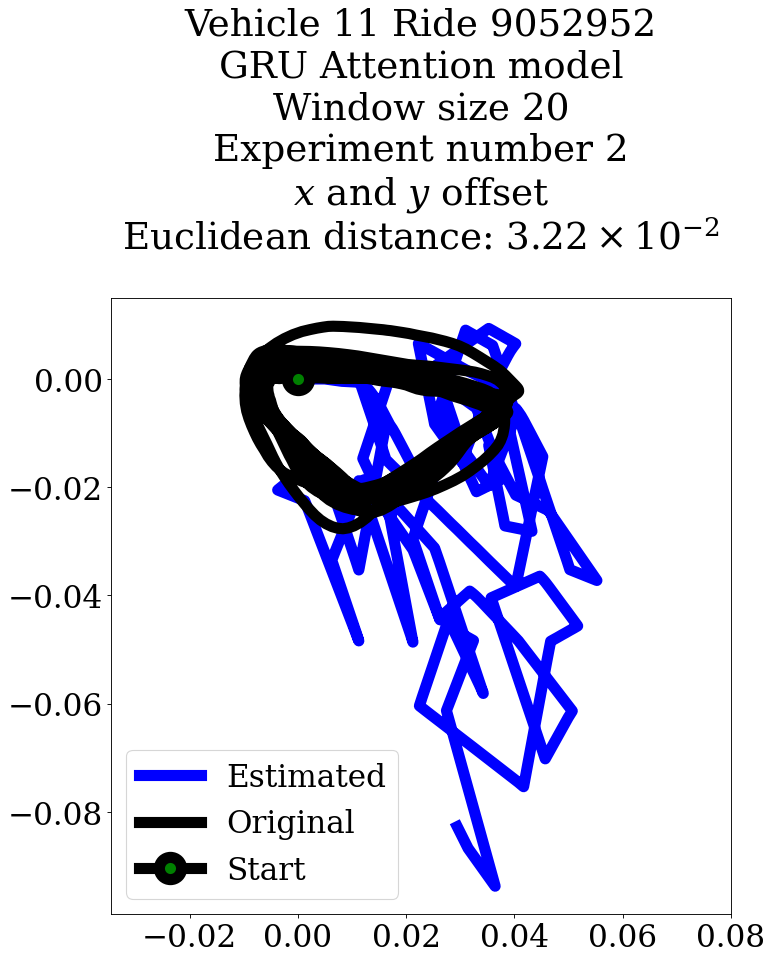 Vehicle 11 Ride 9052952
GRU Attention model
Window size 20
Experiment number 2
x and y offset
Euclidean distance: 3.22 × 10⁻²
0.00
−0.02
−0.04
−0.06
−0.08
Estimated
Original
Start
−0.02 0.00 0.02 0.04 0.06 0.08